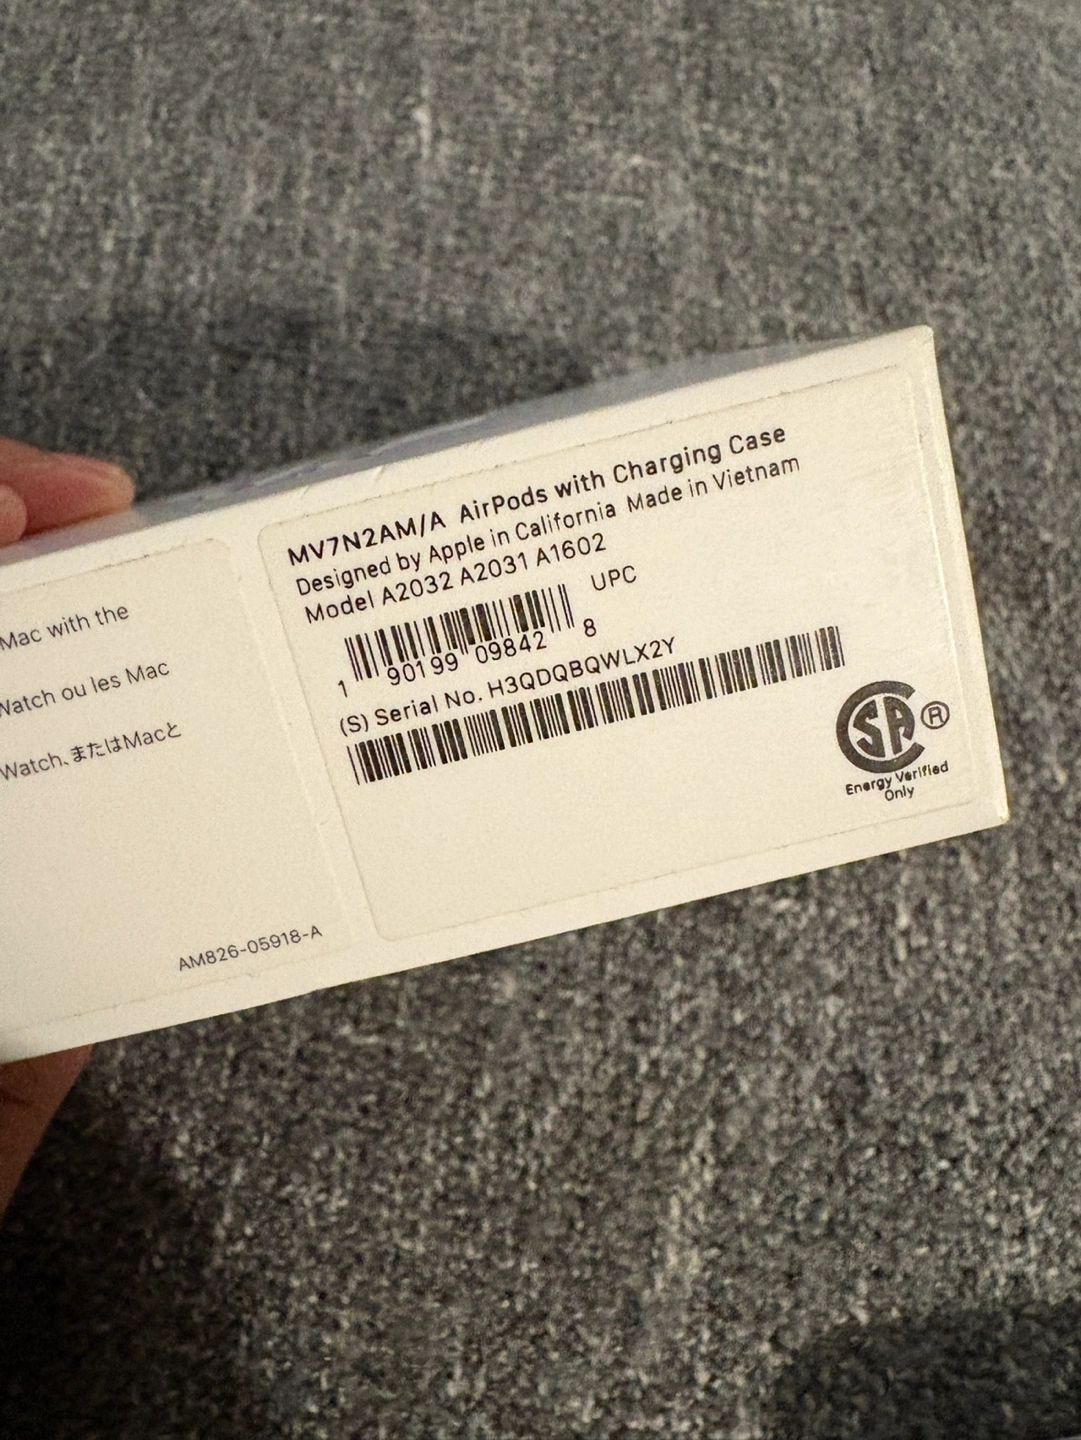 Mac with the
Watch ou les Mac
Watch、またはMacと
AM826-05918-A
MV7N2AM/A AirPods with Charging Case
Designed by Apple in California Made in Vietnam
Model A2032 A2031 A1602
UPC
1 90199 09842 8
(S) Serial No. H3QDQBQWLX2Y
SA ®
Energy Verified
Only